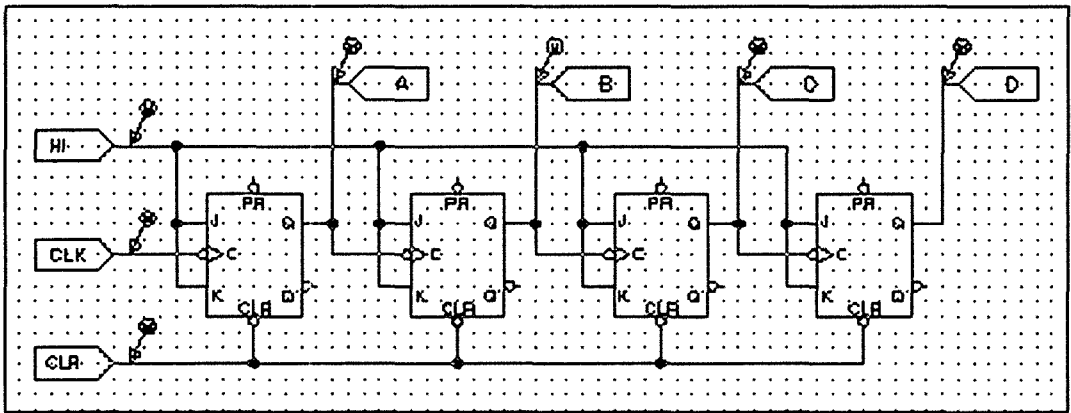 A B C D
HI
PR PR PR PR
J Q J Q J Q J Q
CLK C C C C
K Q K Q K Q K Q
CLR CLR CLR CLR
CLR